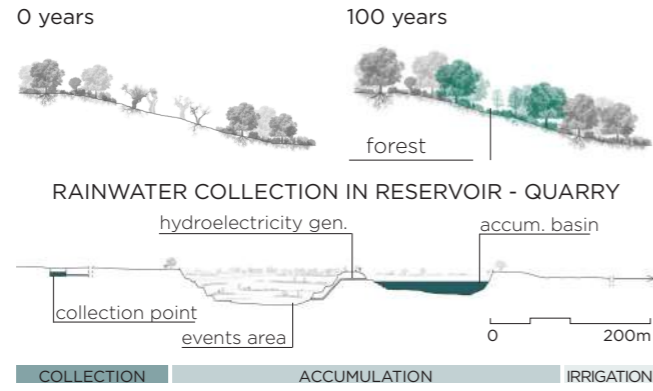 0 years
100 years
forest
RAINWATER COLLECTION IN RESERVOIR - QUARRY
hydroelectricity gen.
accum. basin
collection point
events area
0
200m
COLLECTION
ACCUMULATION
IRRIGATION